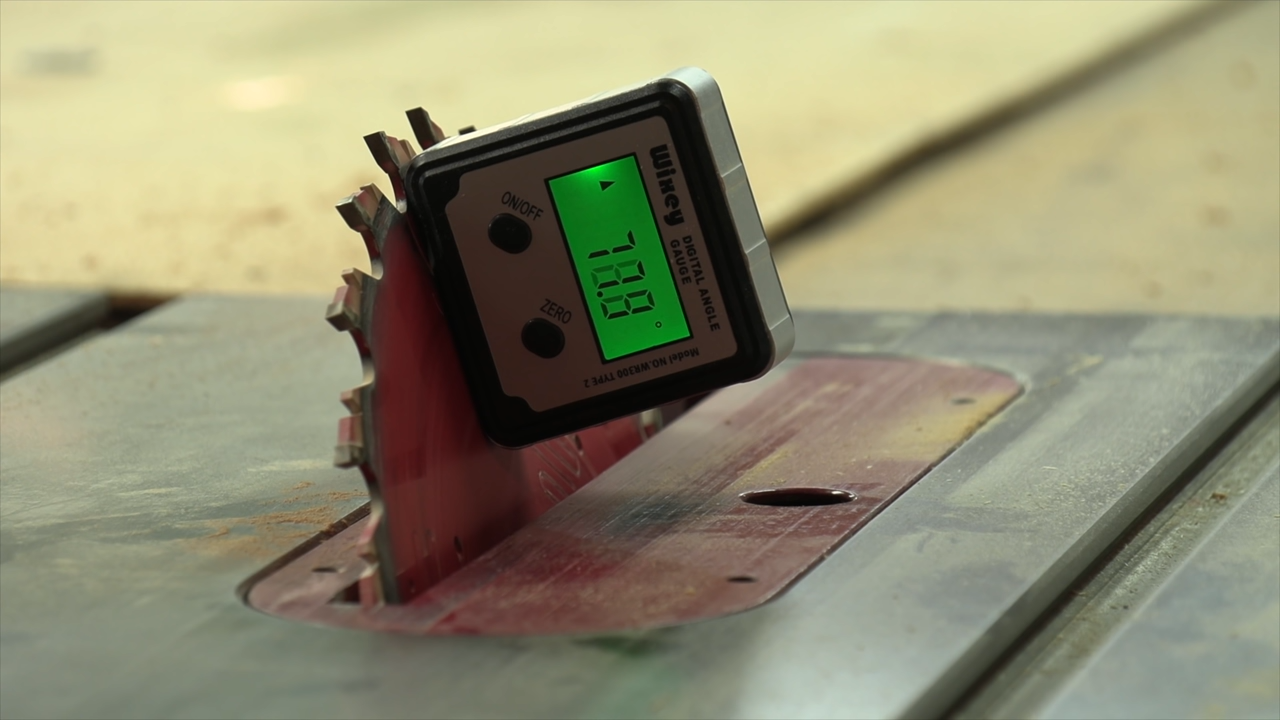 Wixey
DIGITAL ANGLE
GAUGE
78.8°
ON/OFF
ZERO
Model NO.WR300 TYPE 2